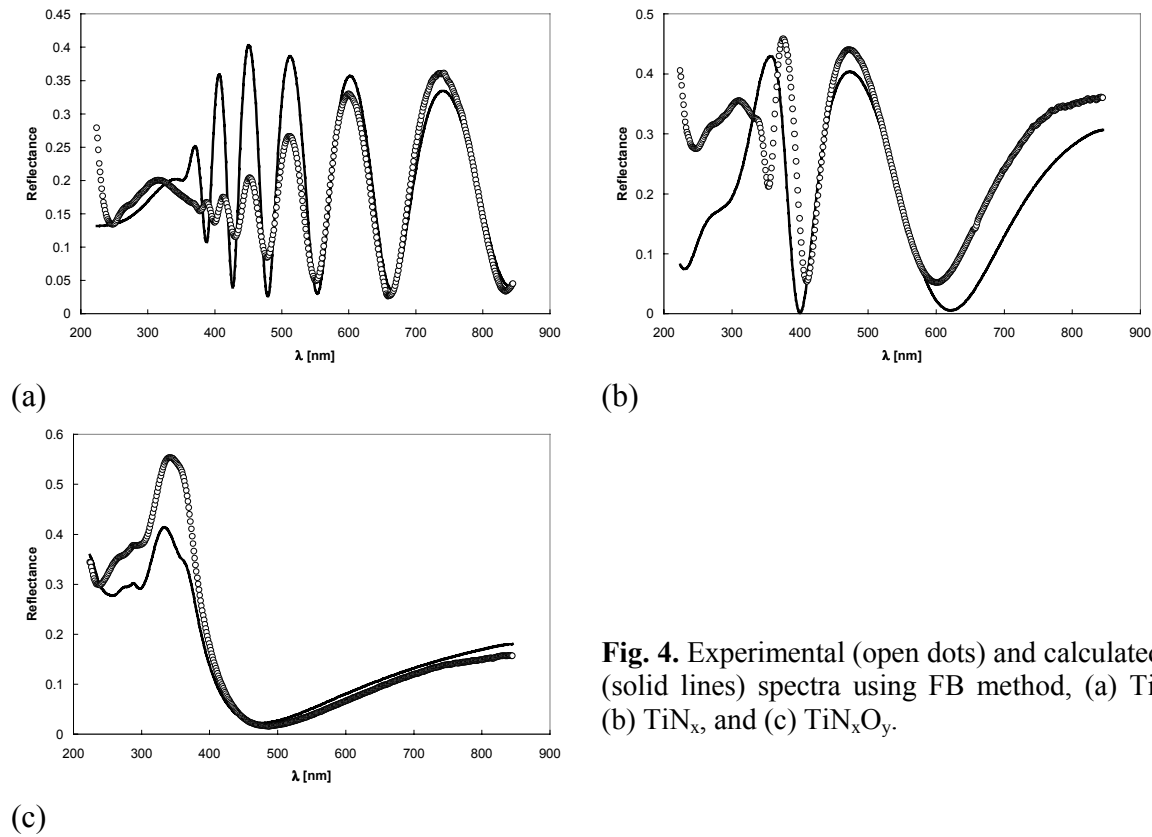 0.45
0.4
0.35
0.3
0.25
0.2
0.15
0.1
0.05
0
Reflectance
200 300 400 500 600 700 800 900
λ [nm]
(a)
0.5
0.4
0.3
0.2
0.1
0
Reflectance
200 300 400 500 600 700 800 900
λ [nm]
(b)
0.6
0.5
0.4
0.3
0.2
0.1
0
Reflectance
200 300 400 500 600 700 800 900
λ [nm]
(c)
Fig. 4. Experimental (open dots) and calculated
(solid lines) spectra using FB method, (a) Ti
(b) TiNx, and (c) TiNxOy.